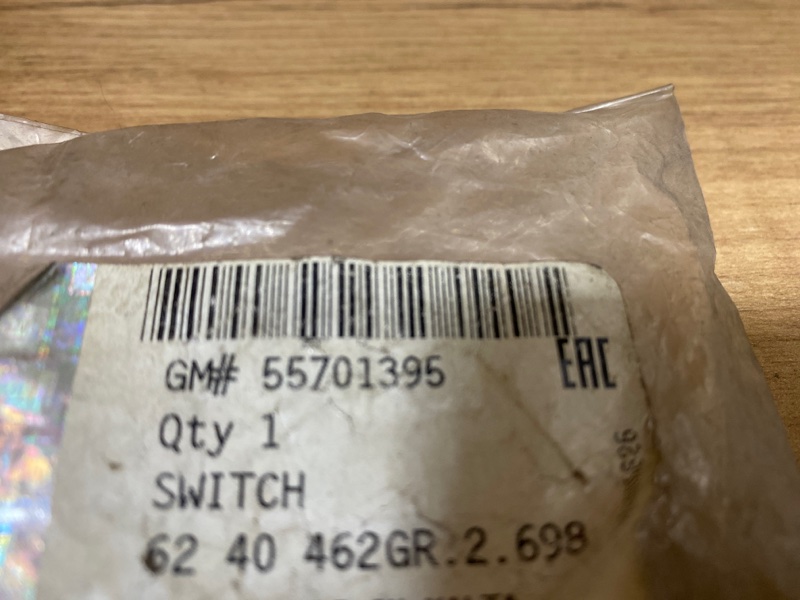 GM# 55701395
EAC
Qty 1
SWITCH
62 40 462GR.2.698